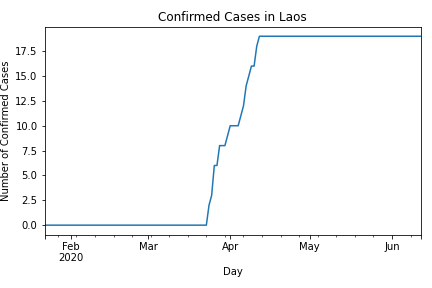 Confirmed Cases in Laos
17.5
15.0
12.5
10.0
7.5
5.0
2.5
0.0
Number of Confirmed Cases
Feb Mar Apr May Jun
2020
Day